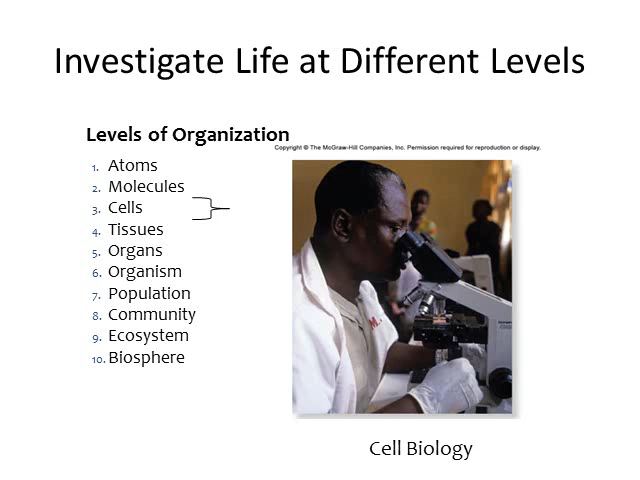 Investigate Life at Different Levels
Levels of Organization
Copyright © The McGraw-Hill Companies, Inc. Permission required for reproduction or display.
1. Atoms
2. Molecules
3. Cells
4. Tissues
5. Organs
6. Organism
7. Population
8. Community
9. Ecosystem
10. Biosphere
Cell Biology